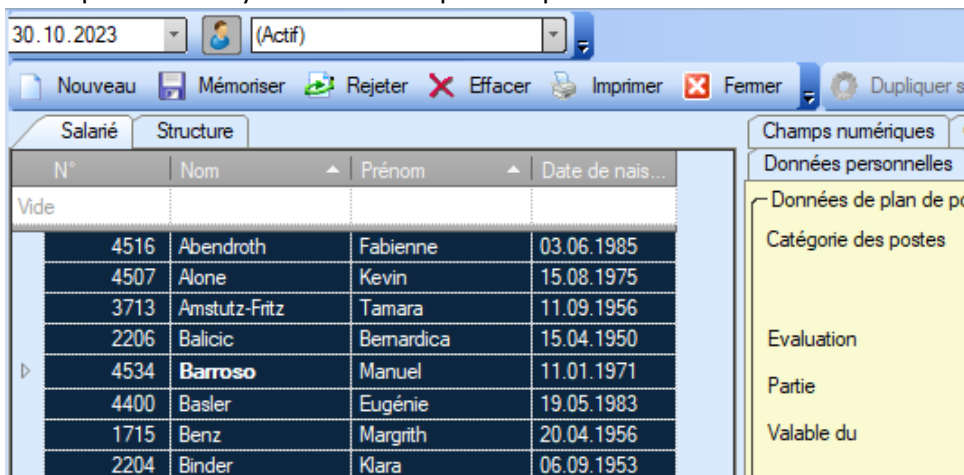 30.10.2023 (Actif)
Nouveau Mémoriser Rejeter Effacer Imprimer Fermer Dupliquer s
Salarié Structure
N° Nom Prénom Date de nais...
Vide
4516 Abendroth Fabienne 03.06.1985
4507 Alone Kevin 15.08.1975
3713 Amstutz-Fritz Tamara 11.09.1956
2206 Balicic Bernardica 15.04.1950
4534 Barroso Manuel 11.01.1971
4400 Basler Eugénie 19.05.1983
1715 Benz Margrith 20.04.1956
2204 Binder Klara 06.09.1953
Champs numériques
Données personnelles
Données de plan de po
Catégorie des postes
Evaluation
Partie
Valable du